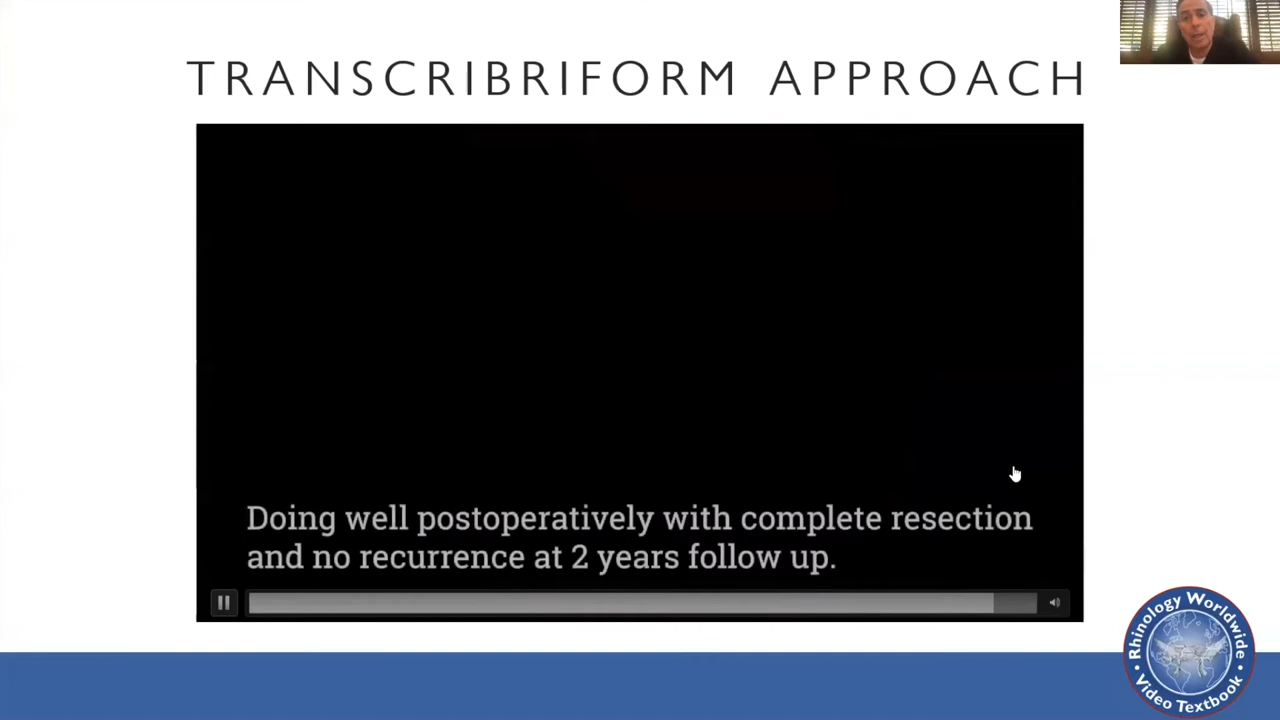 TRANSCRIBRIFORM APPROACH
Doing well postoperatively with complete resection
and no recurrence at 2 years follow up.
Rhinology Worldwide
• Video Textbook •